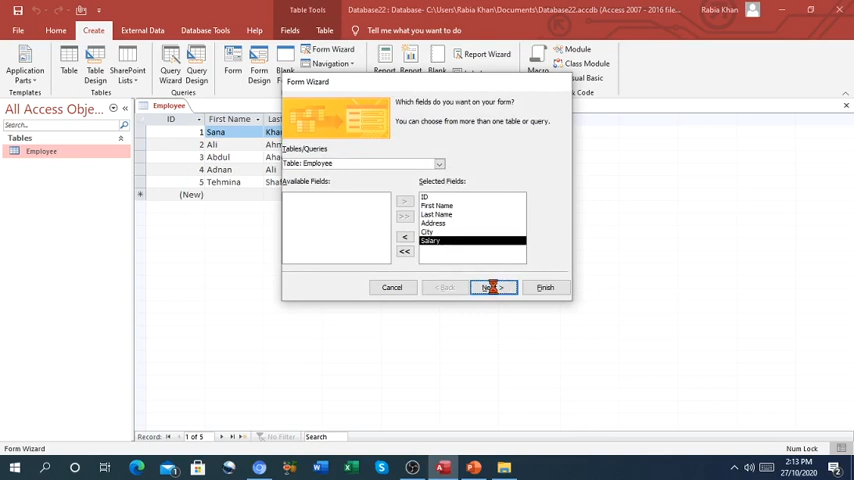 Table Tools
Database22 : Database- C:\Users\Rabia Khan\Documents\Database22.accdb (Access 2007 - 2016 file...
Rabia Khan
File
Home
Create
External Data
Database Tools
Help
Fields
Table
Tell me what you want to do
Application Parts
Table
Table Design
SharePoint Lists
Query Wizard
Query Design
Form
Form Design
Form Wizard
Navigation
Report Wizard
Module
Class Module
Visual Basic
Templates
Tables
Queries
& Code
All Access Obje...
Search...
Tables
Employee
Employee
ID
First Name
1 Sana
2 Ali
3 Abdul
4 Adnan
5 Tehmina
(New)
Form Wizard
Which fields do you want on your form?
You can choose from more than one table or query.
Tables/Queries
Table: Employee
Available Fields:
Selected Fields:
ID
First Name
Last Name
Address
City
Salary
>
>>
<
<<
Cancel
< Back
Finish
Record:
1 of 5
No Filter
Search
Form Wizard
Num Lock
2:13 PM
27/10/2020